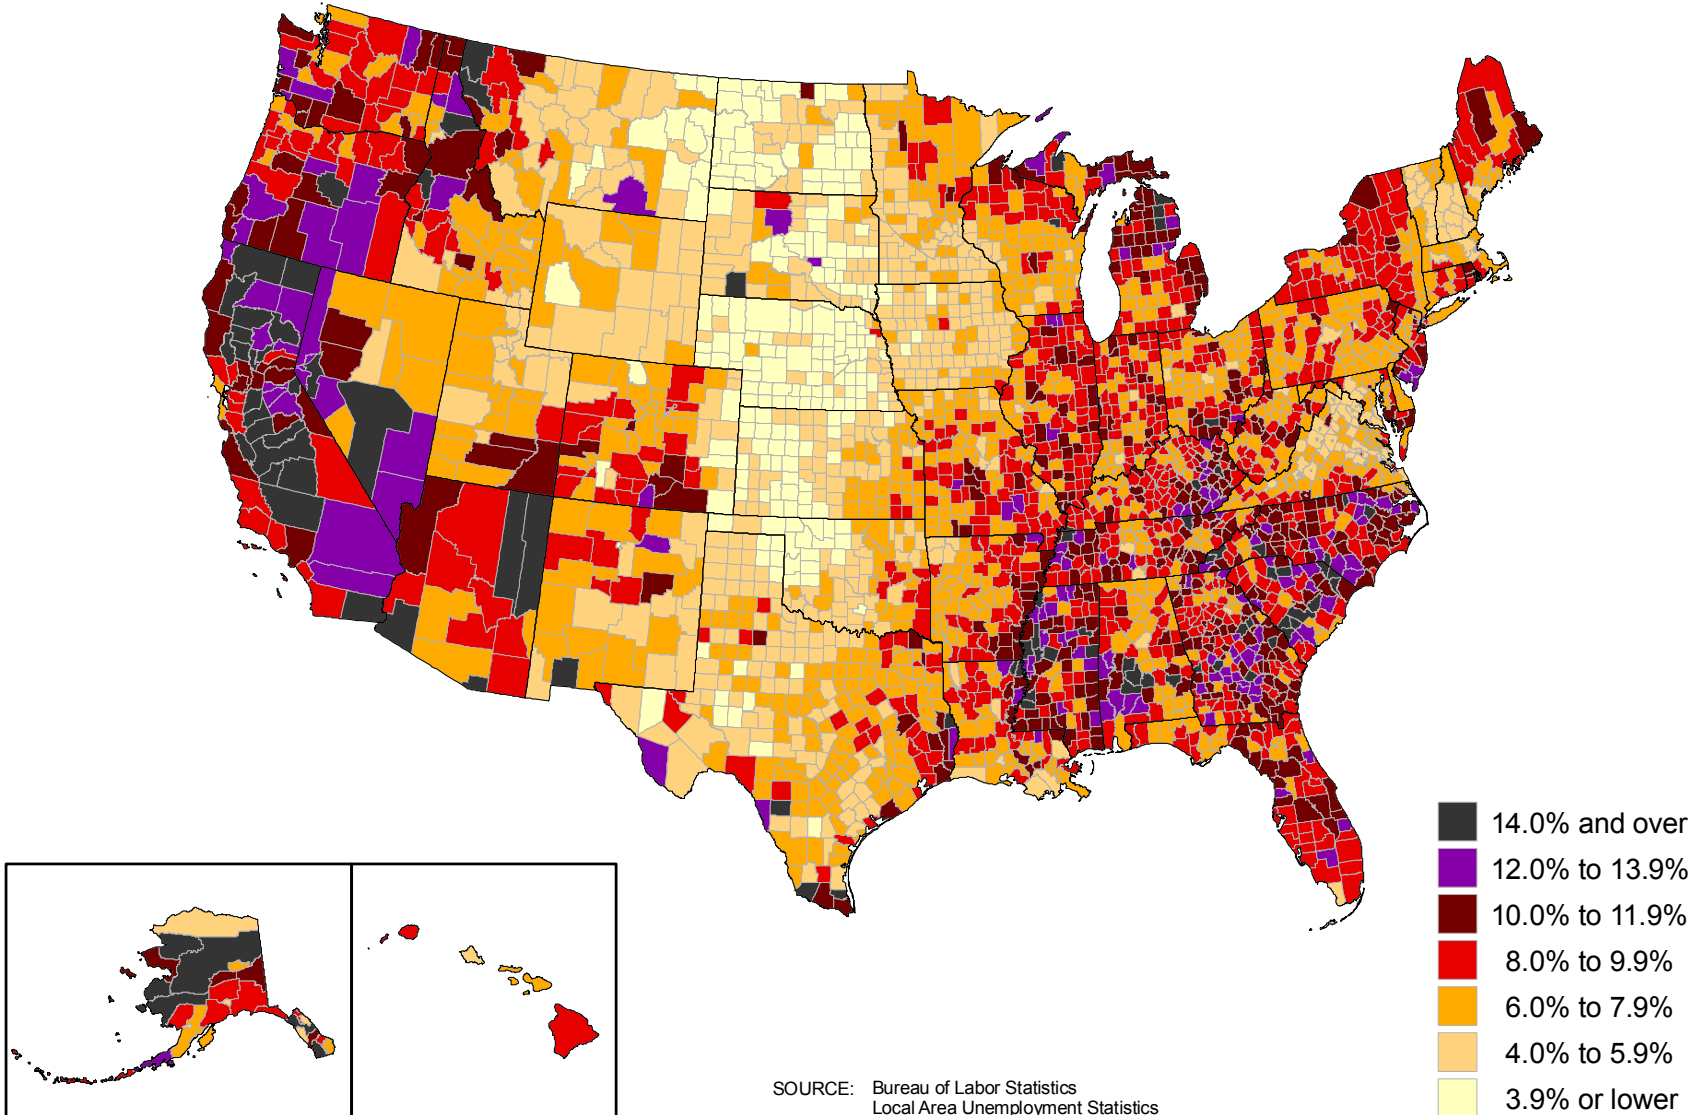 14.0% and over
12.0% to 13.9%
10.0% to 11.9%
8.0% to 9.9%
6.0% to 7.9%
4.0% to 5.9%
3.9% or lower
SOURCE: Bureau of Labor Statistics
Local Area Unemployment Statistics